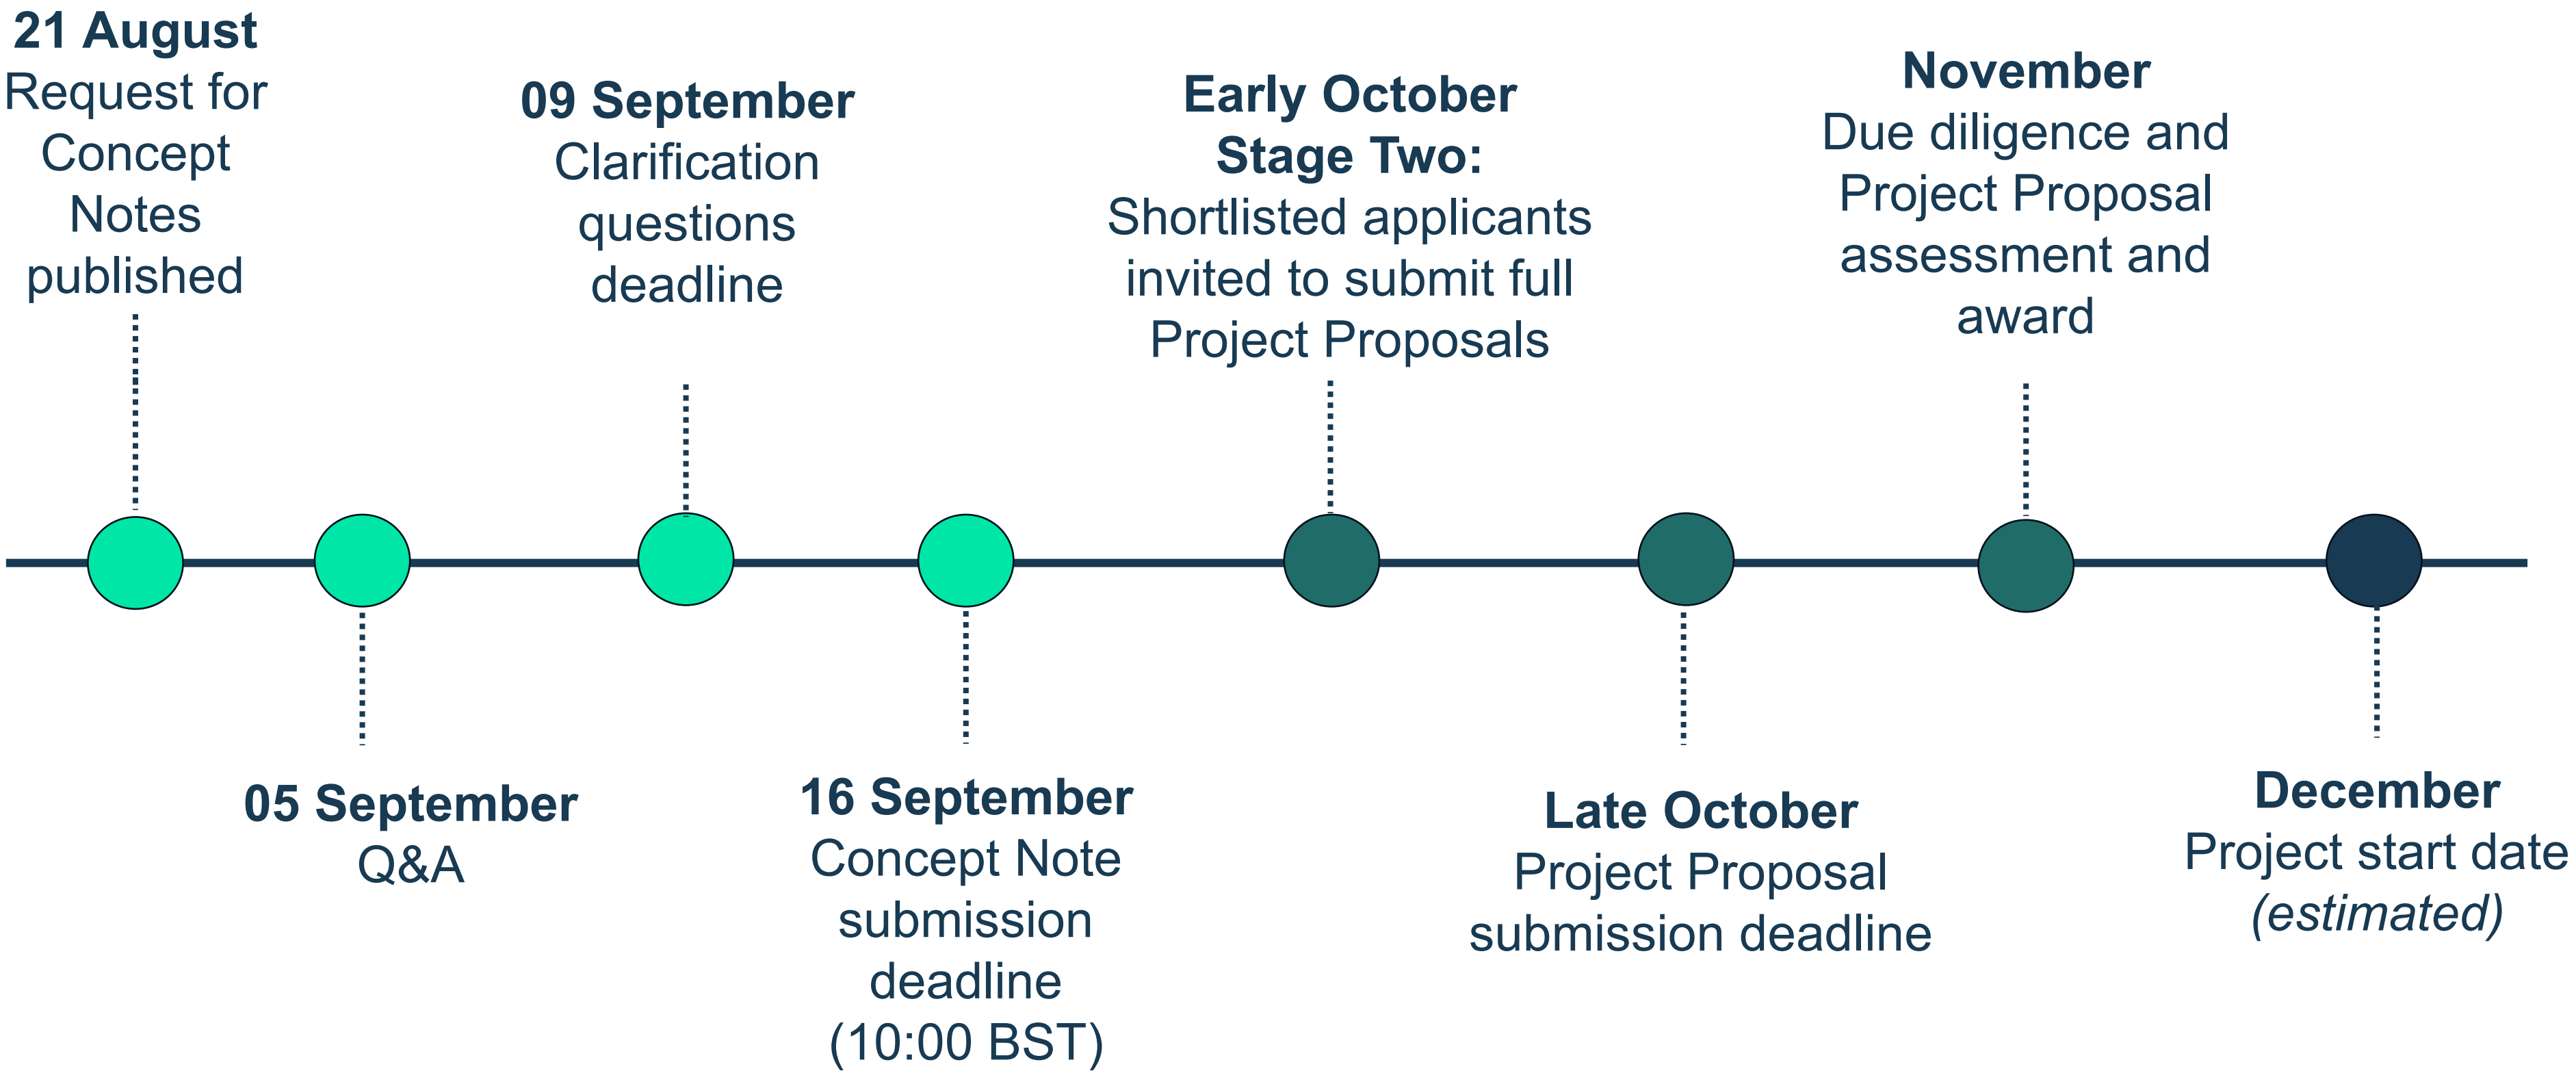 21 August
Request for
Concept
Notes
published
05 September
Q&A
09 September
Clarification
questions
deadline
16 September
Concept Note
submission
deadline
(10:00 BST)
Early October
Stage Two:
Shortlisted applicants
invited to submit full
Project Proposals
Late October
Project Proposal
submission deadline
November
Due diligence and
Project Proposal
assessment and
award
December
Project start date
(estimated)